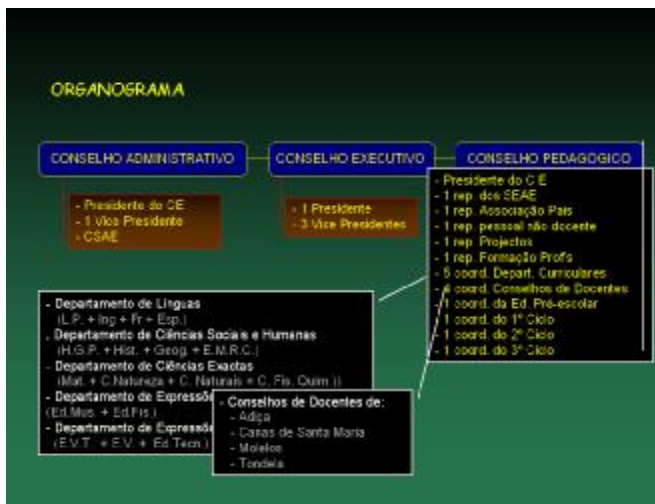 ORGANOGRAMA
CONSELHO ADMINISTRATIVO
CONSELHO EXECUTIVO
CONSELHO PEDAGÓGICO
- Presidente do CE
- 1 Vice Presidente
- CSAE
- 1 Presidente
- 3 Vice Presidentes
- Presidente do C E
- 1 rep. dos SEAE
- 1 rep. Associação Pais
- 1 rep. pessoal não docente
- 1 rep. Projectos
- 1 rep. Formação Profs
- 5 coord. Depart. Curriculares
- 4 coord. Conselhos de Docentes
- 1 coord. da Ed. Pré-escolar
1 coord. do 1º Ciclo
1 coord. do 2º Ciclo
1 coord. do 3º Ciclo
- Departamento de Línguas
(L.P. + Ing + Fr + Esp.)
. Departamento de Ciências Sociais e Humanas
(H.G.P. + Hist. + Geog. + E.M.R.C.)
- Departamento de Ciências Exactas
(Mat. + C.Natureza + C. Naturais + C. Fis. Quim.))
- Departamento de Expressõe
(Ed.Mus. + Ed.Fis.)
- Departamento de Expressõe
(E.V.T. + E.V. + Ed.Tecn.)
- Conselhos de Docentes de:
- Adiça
- Canas de Santa Maria
- Molelos
- Tondela